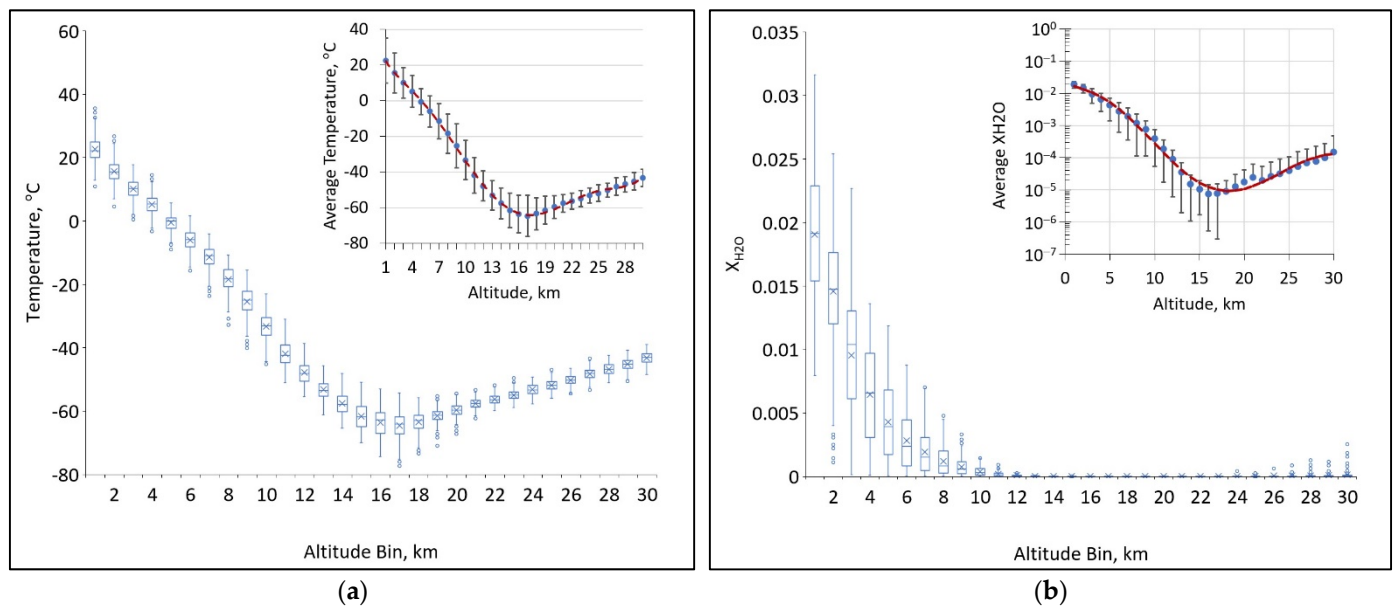 60
40
20
0
-20
-40
-60
-80
Temperature, °C
2 4 6 8 10 12 14 16 18 20 22 24 26 28 30
Altitude Bin, km
60
40
20
0
-20
-40
-60
-80
Average Temperature, °C
1 4 7 10 13 16 19 22 25 28
Altitude, km
(a)
0.035
0.03
0.025
0.02
0.015
0.01
0.005
0
XH2O
2 4 6 8 10 12 14 16 18 20 22 24 26 28 30
Altitude Bin, km
10⁰
10⁻¹
10⁻²
10⁻³
10⁻⁴
10⁻⁵
10⁻⁶
10⁻⁷
Average XH2O
0 5 10 15 20 25 30
Altitude, km
(b)